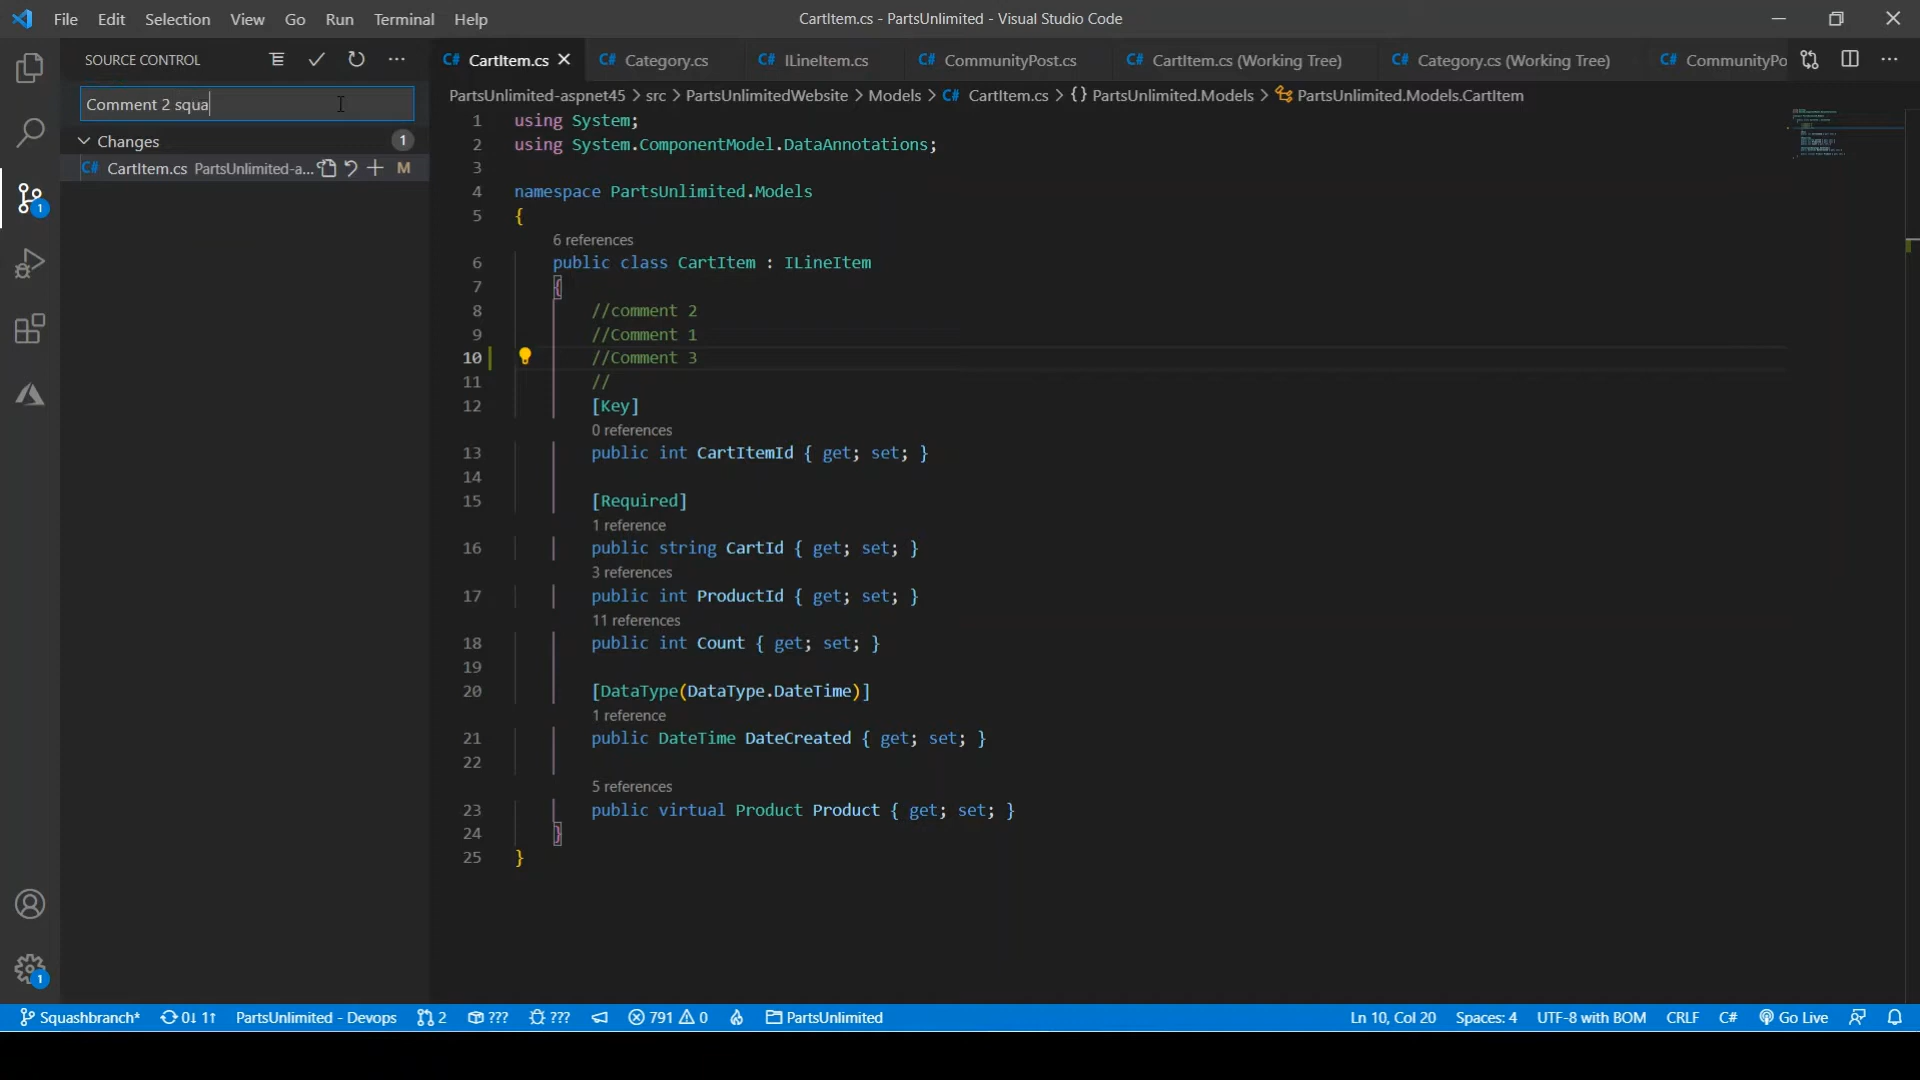 File Edit Selection View Go Run Terminal Help
CartItem.cs - PartsUnlimited - Visual Studio Code
SOURCE CONTROL
Comment 2 squa
Changes 1
C# CartItem.cs PartsUnlimited-a... M
1
1
C# CartItem.cs C# Category.cs C# ILineItem.cs C# CommunityPost.cs C# CartItem.cs (Working Tree) C# Category.cs (Working Tree) C# CommunityPo
PartsUnlimited-aspnet45 > src > PartsUnlimitedWebsite > Models > C# CartItem.cs > {} PartsUnlimited.Models > PartsUnlimited.Models.CartItem
1 using System;
2 using System.ComponentModel.DataAnnotations;
3
4 namespace PartsUnlimited.Models
5 {
6 references
6 public class CartItem : ILineItem
7 {
8 //comment 2
9 //Comment 1
10 //Comment 3
11 //
12 [Key]
0 references
13 public int CartItemId { get; set; }
14
15 [Required]
1 reference
16 public string CartId { get; set; }
3 references
17 public int ProductId { get; set; }
11 references
18 public int Count { get; set; }
19
20 [DataType(DataType.DateTime)]
1 reference
21 public DateTime DateCreated { get; set; }
22
5 references
23 public virtual Product Product { get; set; }
24 }
25 }
Squashbranch* 0↓ 1↑ PartsUnlimited - Devops 2 ??? ??? 791 0 PartsUnlimited Ln 10, Col 20 Spaces: 4 UTF-8 with BOM CRLF C# Go Live